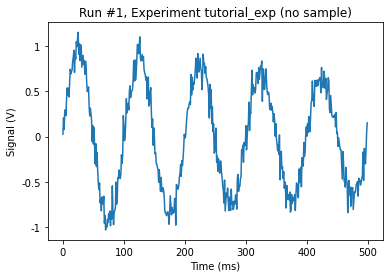 Run #1, Experiment tutorial_exp (no sample)
1
0.5
0
-0.5
-1
Signal (V)
0 100 200 300 400 500
Time (ms)